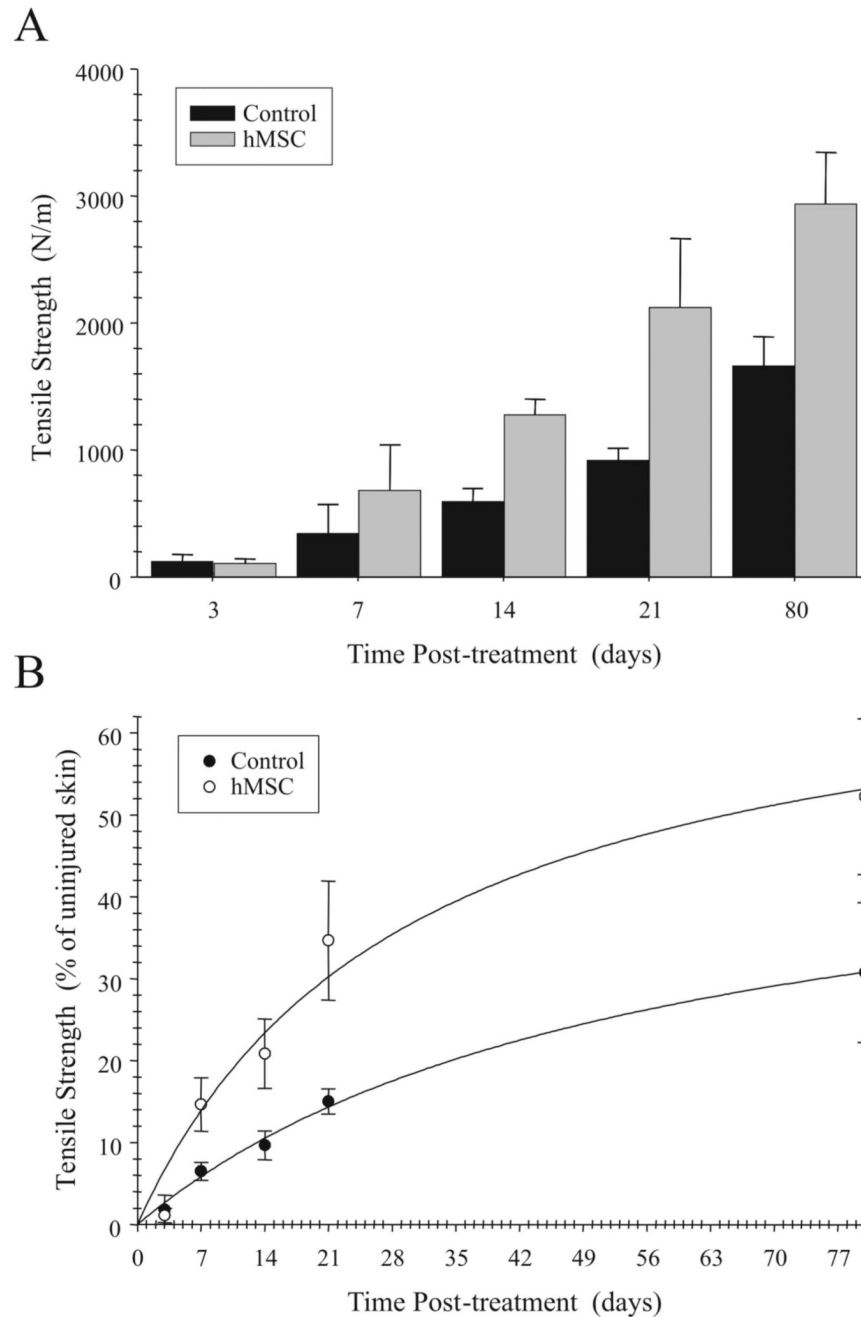 A
4000
3000
2000
1000
0
Tensile Strength (N/m)
Control
hMSC
3 7 14 21 80
Time Post-treatment (days)
B
60
50
40
30
20
10
0
Tensile Strength (% of uninjured skin)
Control
hMSC
0 7 14 21 28 35 42 49 56 63 70 77
Time Post-treatment (days)